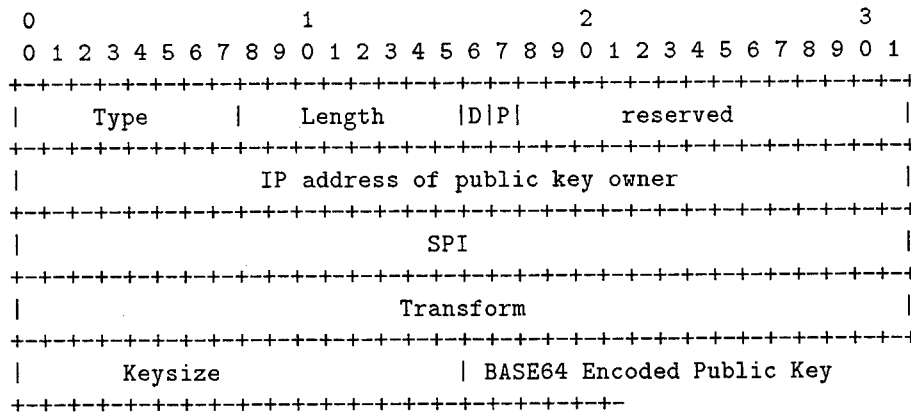 0                   1                   2                   3
0 1 2 3 4 5 6 7 8 9 0 1 2 3 4 5 6 7 8 9 0 1 2 3 4 5 6 7 8 9 0 1
+-+-+-+-+-+-+-+-+-+-+-+-+-+-+-+-+-+-+-+-+-+-+-+-+-+-+-+-+-+-+-+-+
|     Type      |    Length     |D|P|       reserved            |
+-+-+-+-+-+-+-+-+-+-+-+-+-+-+-+-+-+-+-+-+-+-+-+-+-+-+-+-+-+-+-+-+
|                 IP address of public key owner                |
+-+-+-+-+-+-+-+-+-+-+-+-+-+-+-+-+-+-+-+-+-+-+-+-+-+-+-+-+-+-+-+-+
|                             SPI                               |
+-+-+-+-+-+-+-+-+-+-+-+-+-+-+-+-+-+-+-+-+-+-+-+-+-+-+-+-+-+-+-+-+
|                           Transform                           |
+-+-+-+-+-+-+-+-+-+-+-+-+-+-+-+-+-+-+-+-+-+-+-+-+-+-+-+-+-+-+-+-+
|       Keysize                 | BASE64 Encoded Public Key
+-+-+-+-+-+-+-+-+-+-+-+-+-+-+-+-+-+-+-+-+-+-